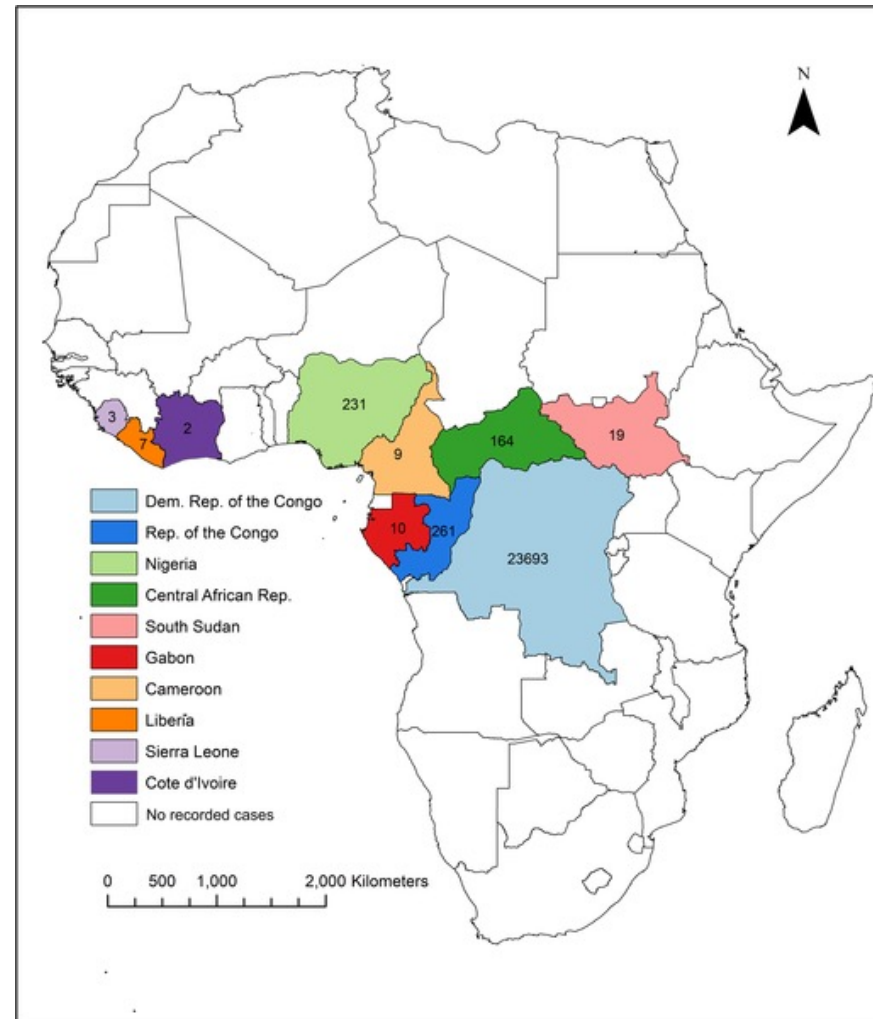 N
231
3
2
7
9
164
19
10
261
23693
Dem. Rep. of the Congo
Rep. of the Congo
Nigeria
Central African Rep.
South Sudan
Gabon
Cameroon
Libería
Sierra Leone
Cote d'Ivoire
No recorded cases
0 500 1,000 2,000 Kilometers